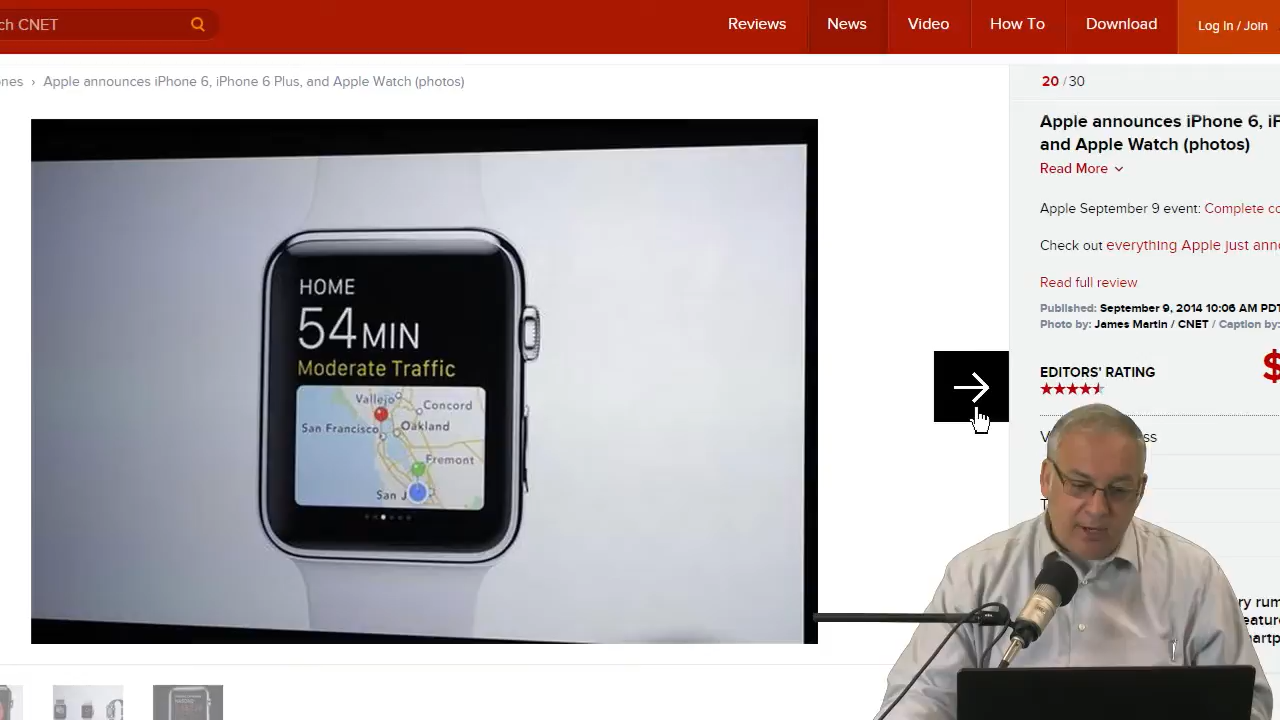 ch CNET
Reviews
News
Video
How To
Download
Log In / Join
nes › Apple announces iPhone 6, iPhone 6 Plus, and Apple Watch (photos)
HOME
54 MIN
Moderate Traffic
Vallejo
Concord
San Francisco
Oakland
Fremont
San J
20 / 30
Apple announces iPhone 6, iP
and Apple Watch (photos)
Read More
Apple September 9 event: Complete co
Check out everything Apple just ann
Read full review
Published: September 9, 2014 10:06 AM PDT
Photo by: James Martin / CNET / Caption by:
$
EDITORS' RATING